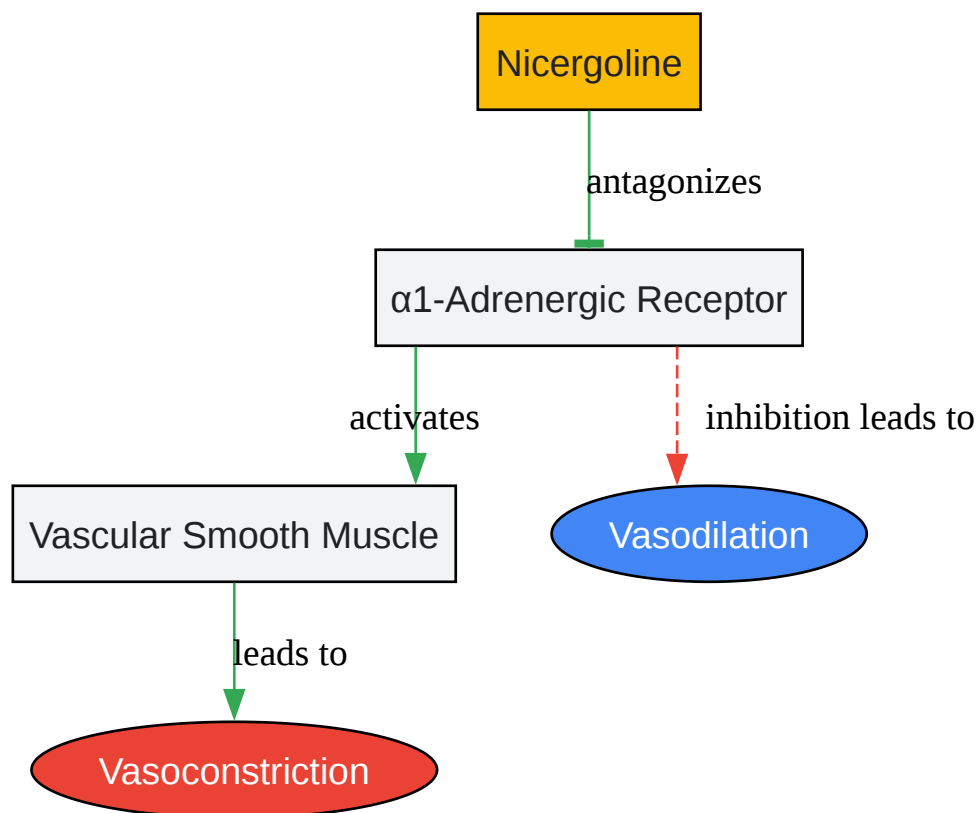 Nicergoline
antagonizes
α1-Adrenergic Receptor
activates
inhibition leads to
Vascular Smooth Muscle
Vasodilation
leads to
Vasoconstriction